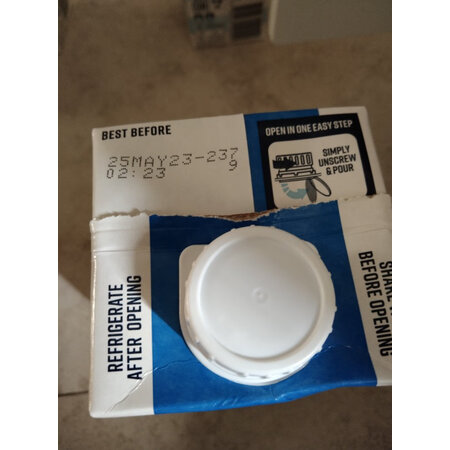 BEST BEFORE
25MAY23-237
02:23 9
OPEN IN ONE EASY STEP
SIMPLY
UNSCREW
& POUR
REFRIGERATE
AFTER OPENING
BEFORE OPENING